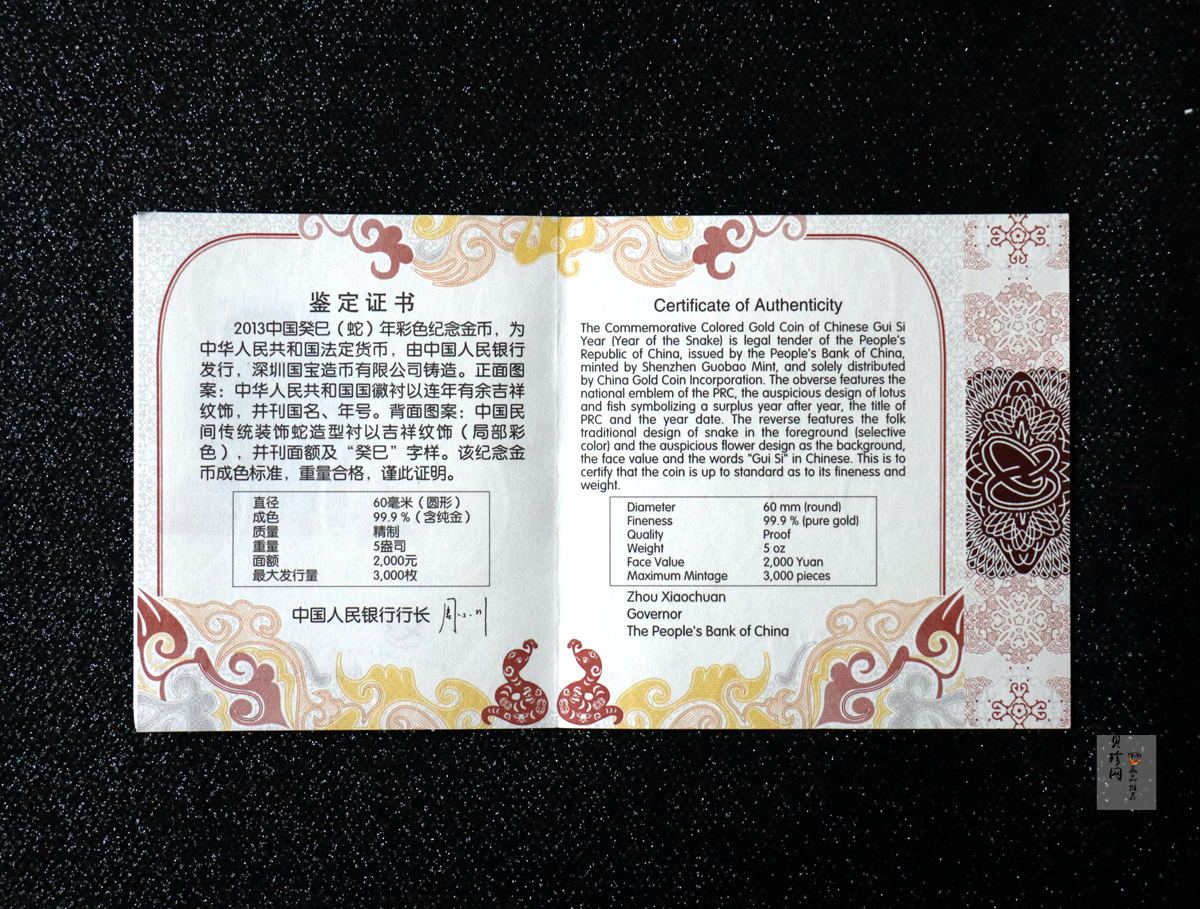 鉴定证书
2013中国癸巳（蛇）年彩色纪念金币，为
中华人民共和国法定货币，由中国人民银行
发行，深圳国宝造币有限公司铸造。正面图
案：中华人民共和国国徽衬以连年有余吉祥
纹饰，并刊国名、年号。背面图案：中国民
间传统装饰蛇造型衬以吉祥纹饰（局部彩
色），并刊面额及“癸巳”字样。该纪念金
币成色标准，重量合格，谨此证明。
直径 60毫米（圆形）
成色 99.9％（含纯金）
质量 精制
重量 5盎司
面额 2,000元
最大发行量 3,000枚
中国人民银行行长
Certificate of Authenticity
The Commemorative Colored Gold Coin of Chinese Gui Si
Year (Year of the Snake) is legal tender of the People's
Republic of China, issued by the People's Bank of China,
minted by Shenzhen Guobao Mint, and solely distributed
by China Gold Coin Incorporation. The obverse features the
national emblem of the PRC, the auspicious design of lotus
and fish symbolizing a surplus year after year, the title of
PRC and the year date. The reverse features the folk
traditional design of snake in the foreground (selective
color) and the auspicious flower design as the background,
the face value and the words "Gui Si" in Chinese. This is to
certify that the coin is up to standard as to its fineness and
weight.
Diameter 60 mm (round)
Fineness 99.9 % (pure gold)
Quality Proof
Weight 5 oz
Face Value 2,000 Yuan
Maximum Mintage 3,000 pieces
Zhou Xiaochuan
Governor
The People's Bank of China
贝珍网